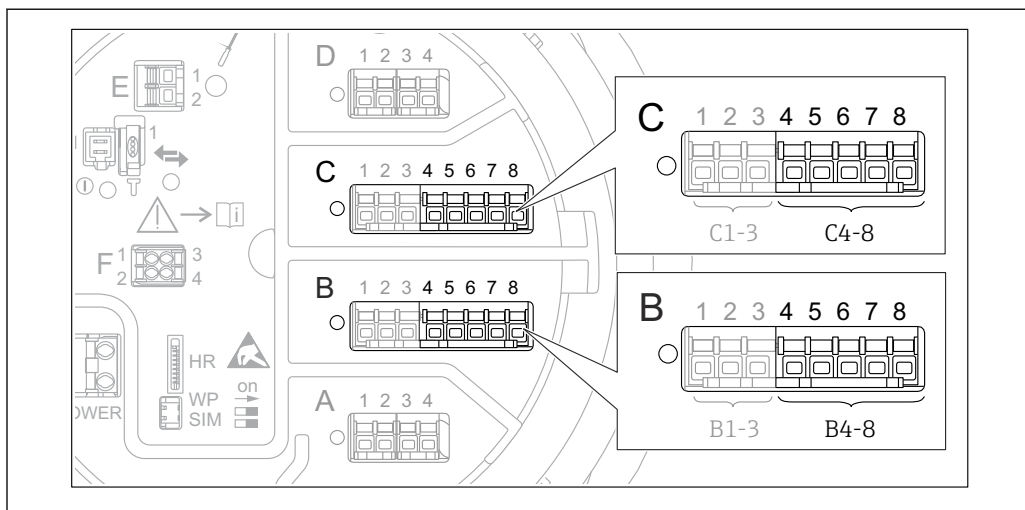 D 1 2 3 4
E 1
2
1
C 1 2 3 4 5 6 7 8
C 1 2 3 4 5 6 7 8
C1-3 C4-8
F 1 3
2 4
B 1 2 3 4 5 6 7 8
B 1 2 3 4 5 6 7 8
B1-3 B4-8
HR
WP on
SIM
OWER
A 1 2 3 4